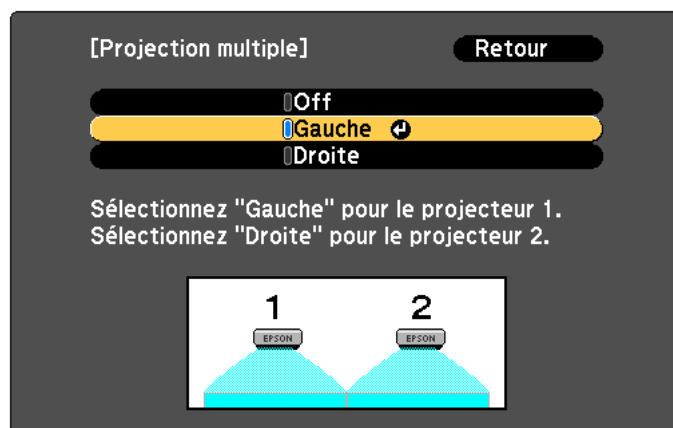 [Projection multiple] Retour
Off
Gauche
Droite
Sélectionnez "Gauche" pour le projecteur 1.
Sélectionnez "Droite" pour le projecteur 2.
1 2
EPSON EPSON